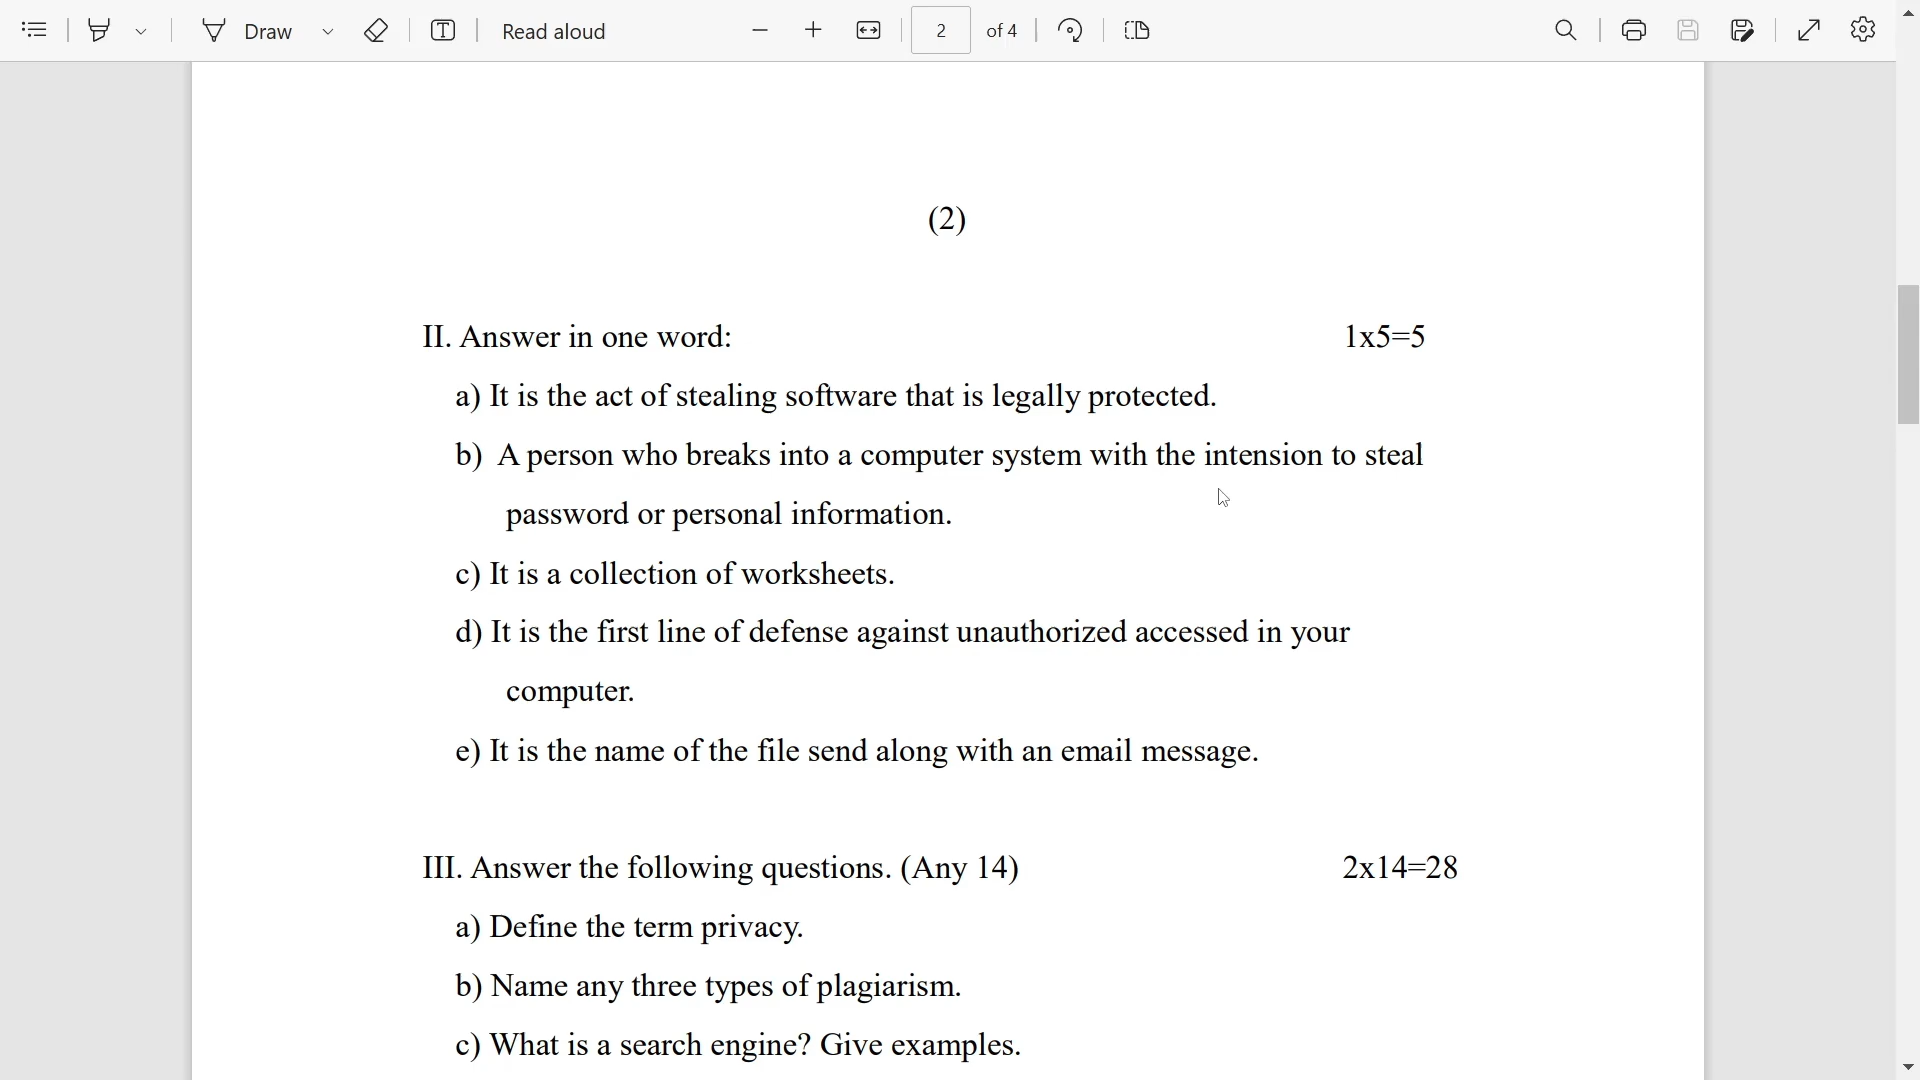 Draw
Read aloud
2
of 4
(2)
II. Answer in one word: 1x5=5
a) It is the act of stealing software that is legally protected.
b) A person who breaks into a computer system with the intension to steal
password or personal information.
c) It is a collection of worksheets.
d) It is the first line of defense against unauthorized accessed in your
computer.
e) It is the name of the file send along with an email message.
III. Answer the following questions. (Any 14) 2x14=28
a) Define the term privacy.
b) Name any three types of plagiarism.
c) What is a search engine? Give examples.